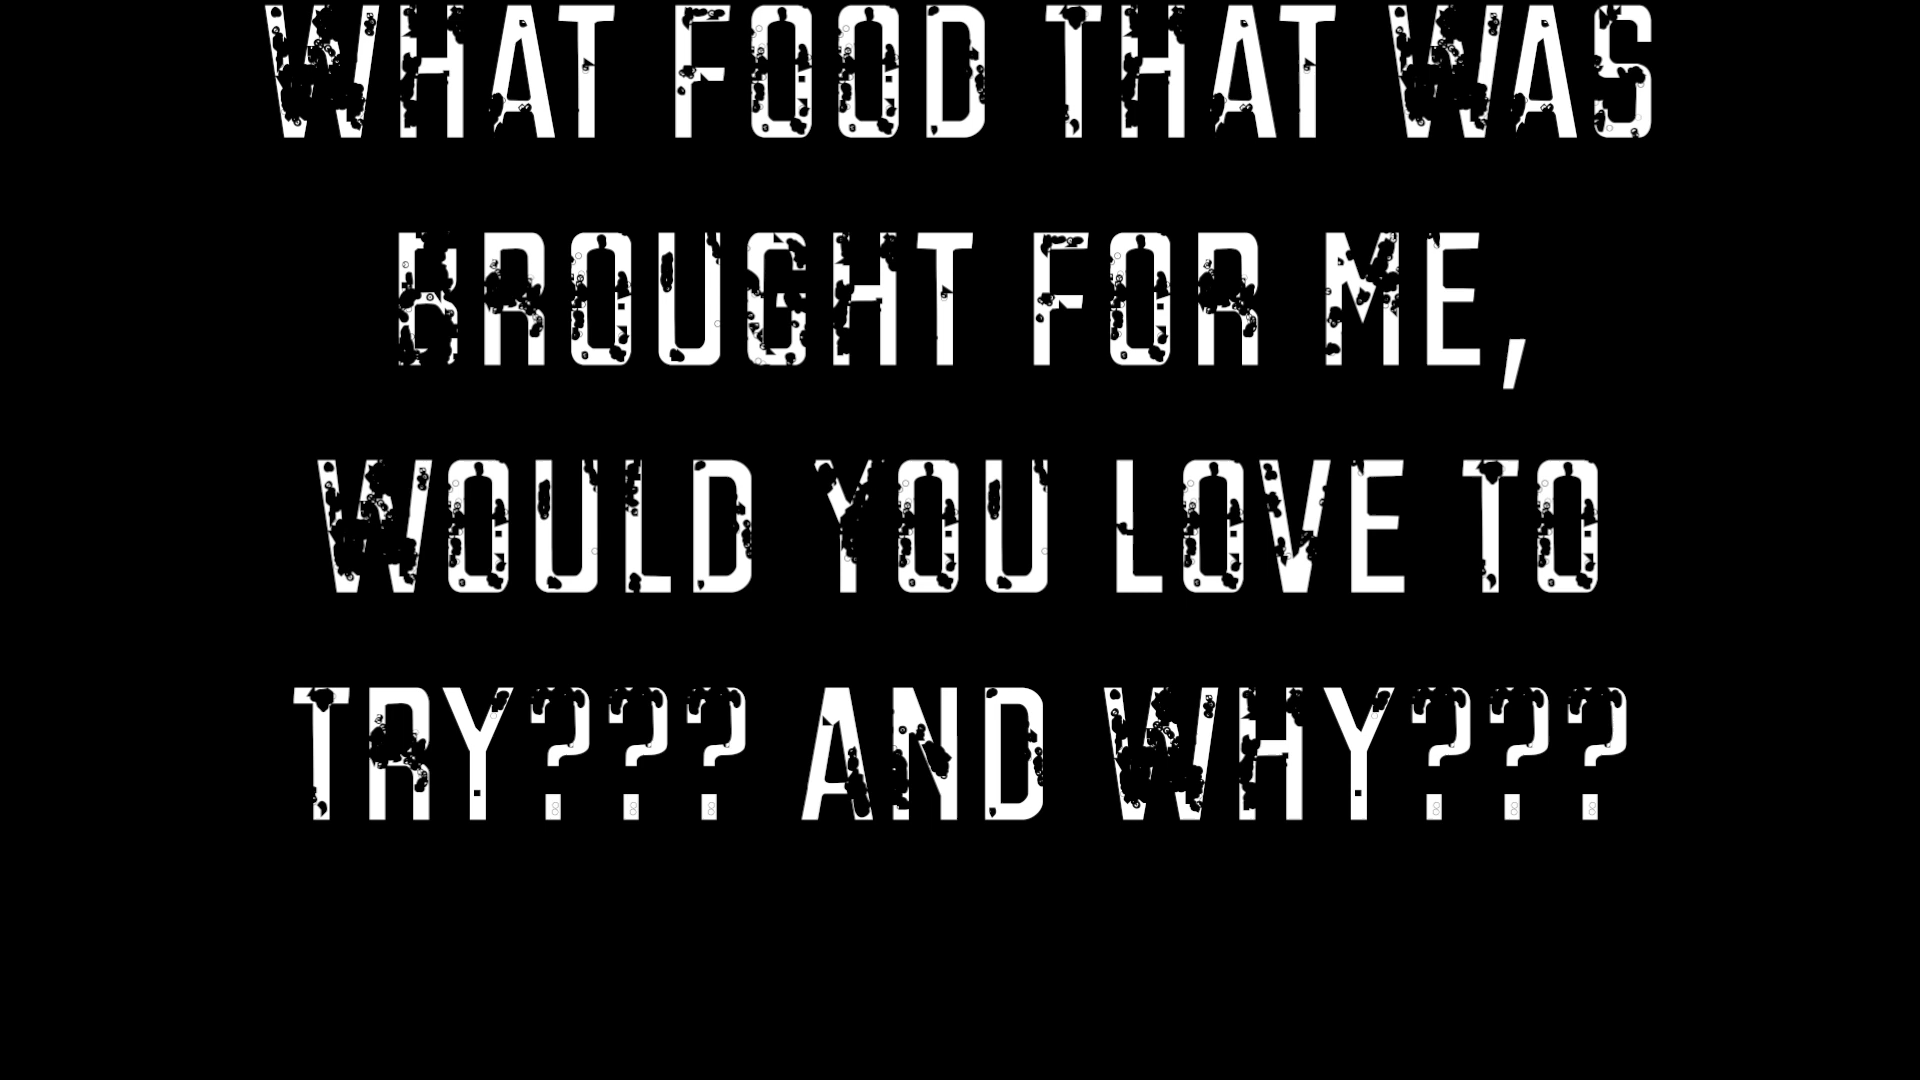 WHAT FOOD THAT WAS
BROUGHT FOR ME,
WOULD YOU LOVE TO
TRY??? AND WHY???